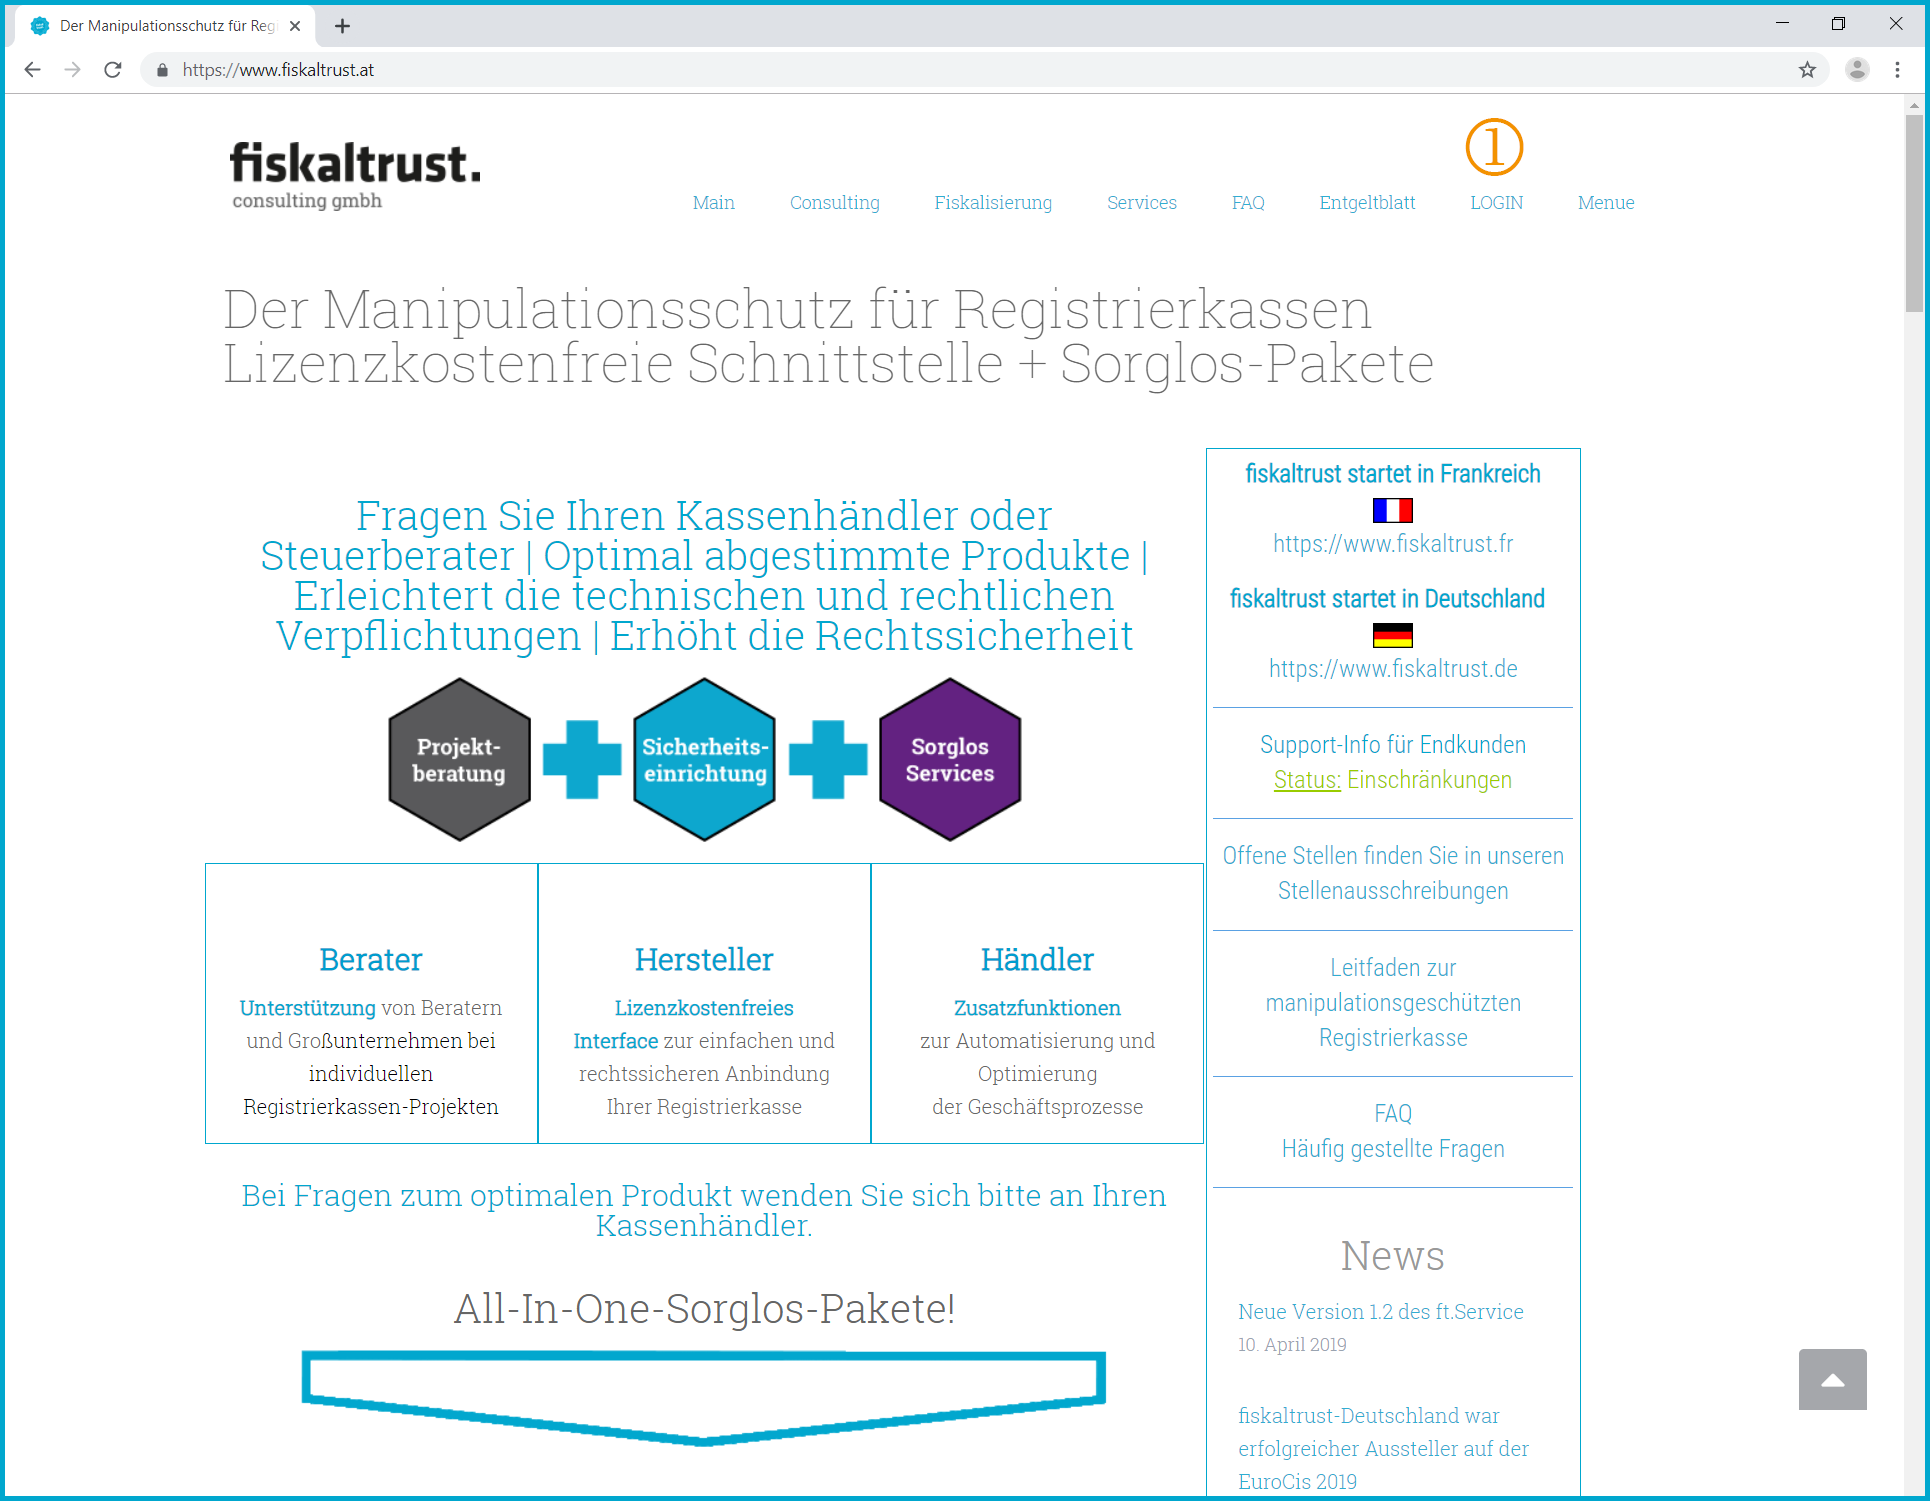 Der Manipulationsschutz für Reg
https://www.fiskaltrust.at
fiskaltrust.
consulting gmbh
①
Main Consulting Fiskalisierung Services FAQ Entgeltblatt LOGIN Menue
Der Manipulationsschutz für Registrierkassen
Lizenzkostenfreie Schnittstelle + Sorglos-Pakete
Fragen Sie Ihren Kassenhändler oder
Steuerberater | Optimal abgestimmte Produkte |
Erleichtert die technischen und rechtlichen
Verpflichtungen | Erhöht die Rechtssicherheit
Projekt-
beratung
Sicherheits-
einrichtung
Sorglos
Services
Berater
Unterstützung von Beratern
und Großunternehmen bei
individuellen
Registrierkassen-Projekten
Hersteller
Lizenzkostenfreies
Interface zur einfachen und
rechtssicheren Anbindung
Ihrer Registrierkasse
Händler
Zusatzfunktionen
zur Automatisierung und
Optimierung
der Geschäftsprozesse
Bei Fragen zum optimalen Produkt wenden Sie sich bitte an Ihren
Kassenhändler.
All-In-One-Sorglos-Pakete!
fiskaltrust startet in Frankreich
https://www.fiskaltrust.fr
fiskaltrust startet in Deutschland
https://www.fiskaltrust.de
Support-Info für Endkunden
Status: Einschränkungen
Offene Stellen finden Sie in unseren
Stellenausschreibungen
Leitfaden zur
manipulationsgeschützten
Registrierkasse
FAQ
Häufig gestellte Fragen
News
Neue Version 1.2 des ft.Service
10. April 2019
fiskaltrust-Deutschland war
erfolgreicher Aussteller auf der
EuroCis 2019